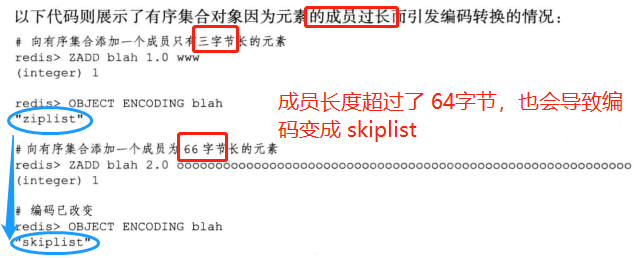 以下代码则展示了有序集合对象因为元素的成员过长而引发编码转换的情况：
# 向有序集合添加一个成员只有三字节长的元素
redis> ZADD blah 1.0 www
(integer) 1
redis> OBJECT ENCODING blah
"ziplist"
成员长度超过了 64字节，也会导致编
码变成 skiplist
# 向有序集合添加一个成员为 66 字节长的元素
redis> ZADD blah 2.0 oooooooooooooooooooooooooooooooooooooooooooooooooooooooooooooooooo
(integer) 1
# 编码已改变
redis> OBJECT ENCODING blah
"skiplist"